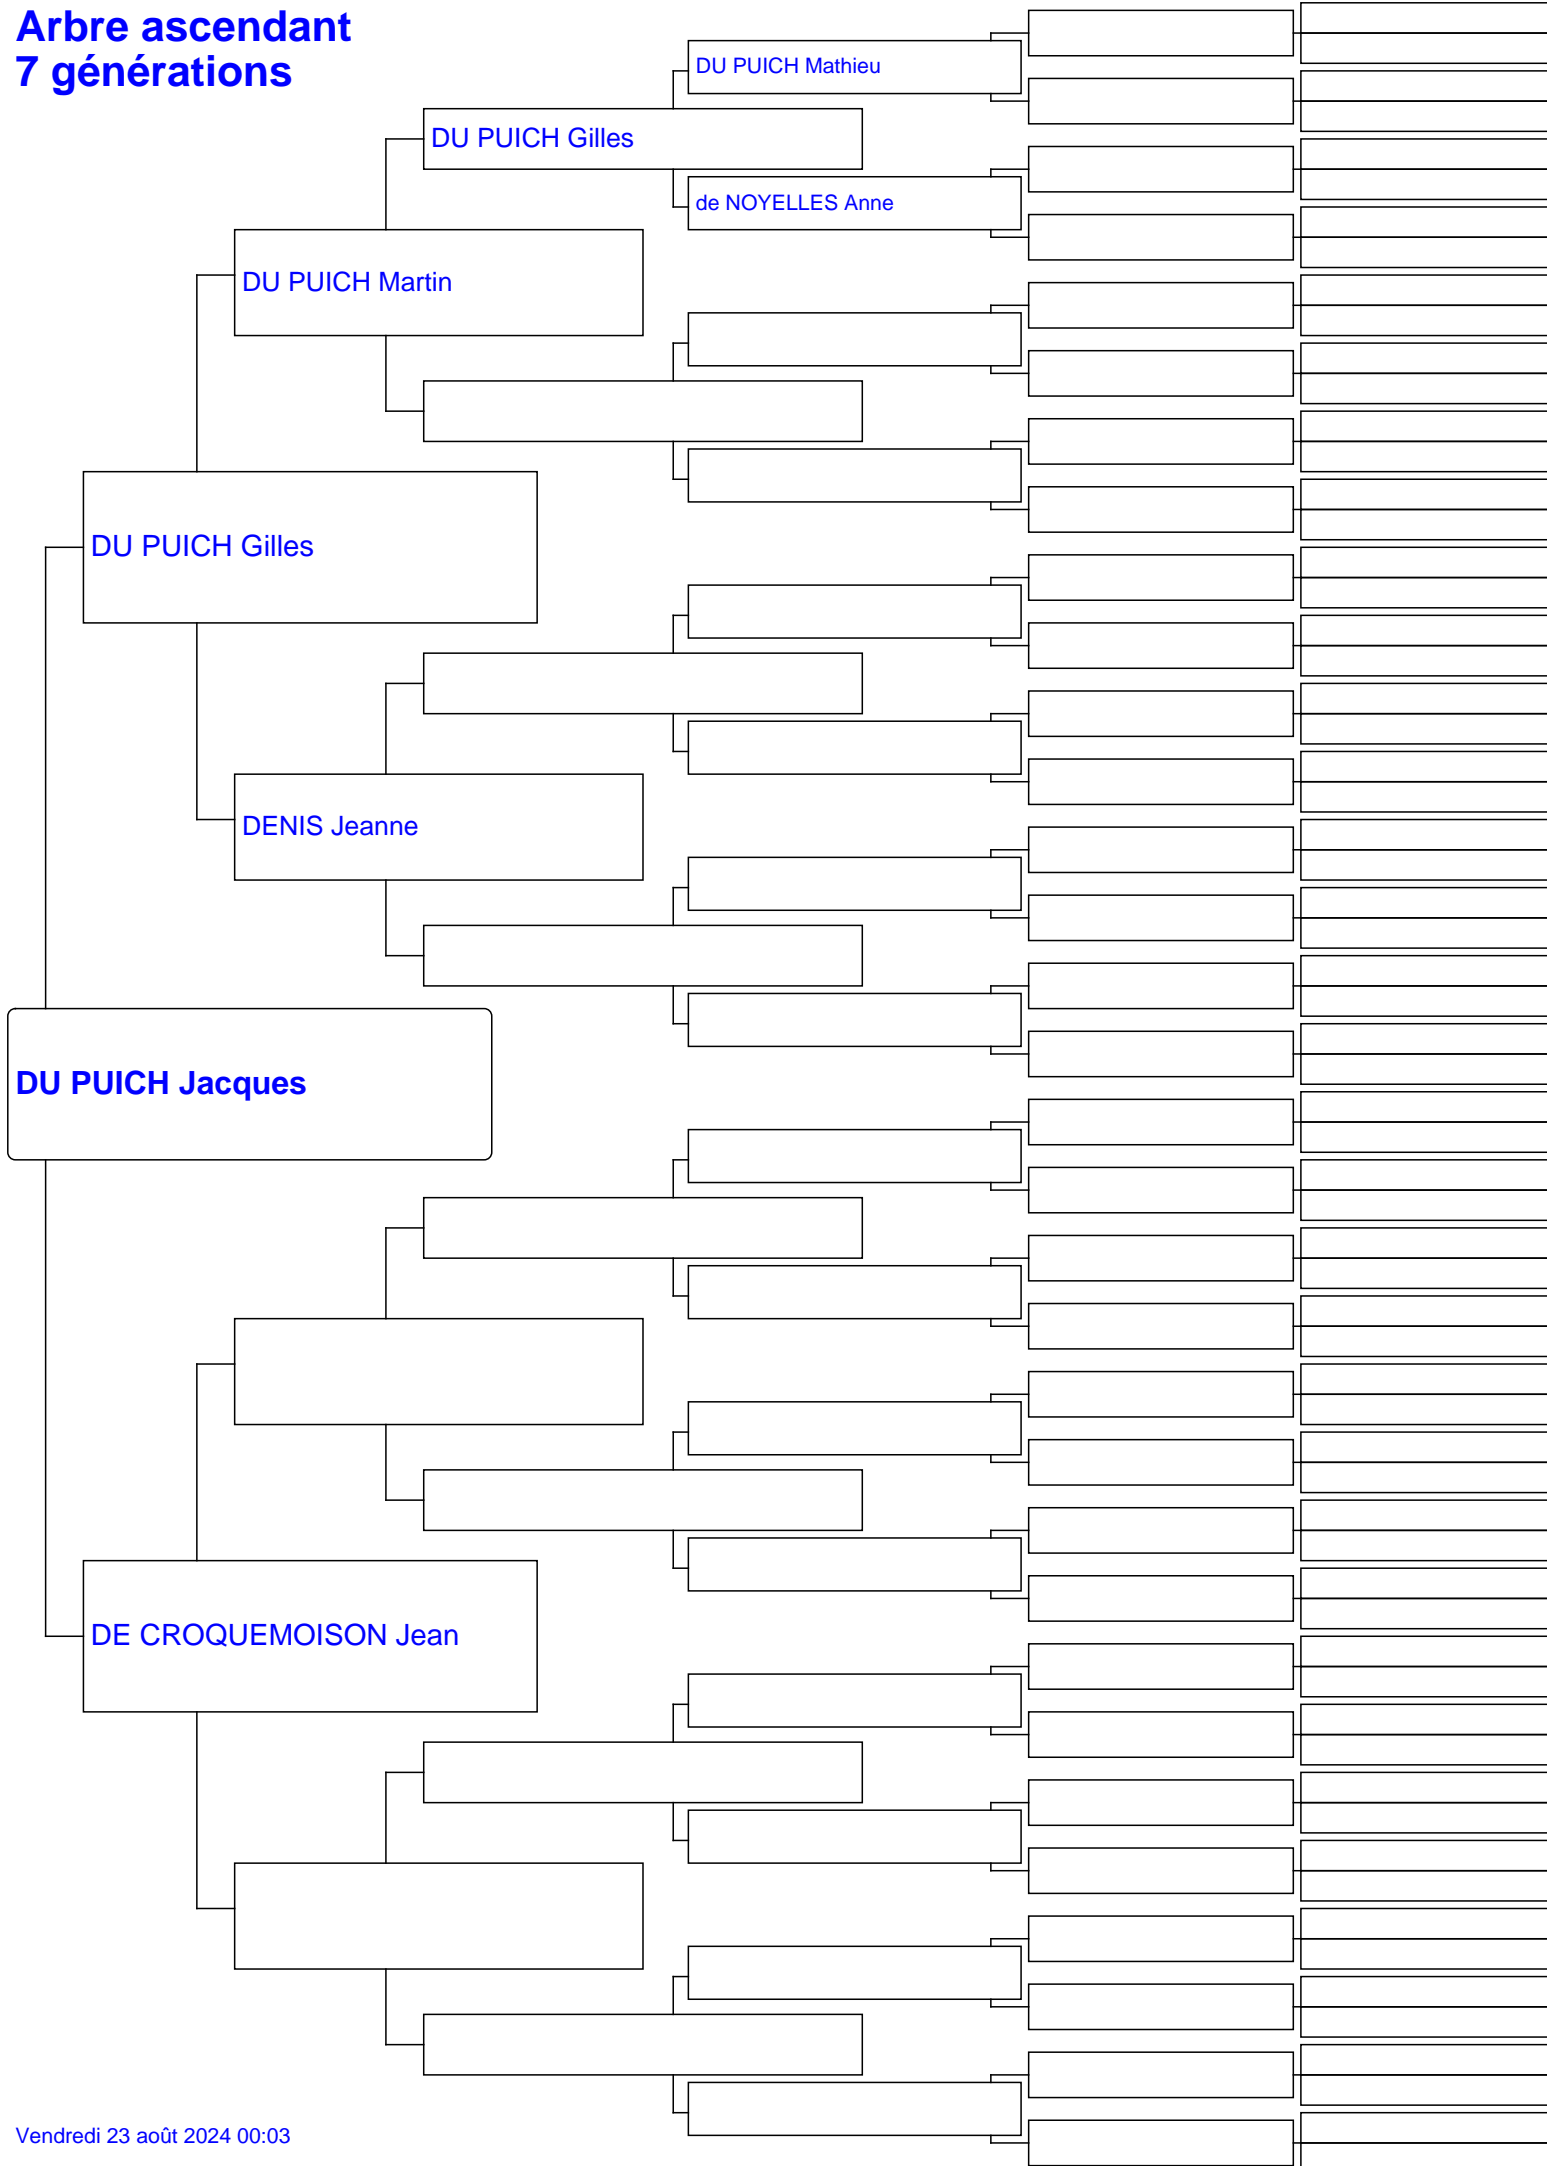 Arbre ascendant
7 générations
DU PUICH Mathieu
DU PUICH Gilles
de NOYELLES Anne
DU PUICH Martin
DU PUICH Gilles
DENIS Jeanne
DU PUICH Jacques
DE CROQUEMOISON Jean
Vendredi 23 août 2024 00:03